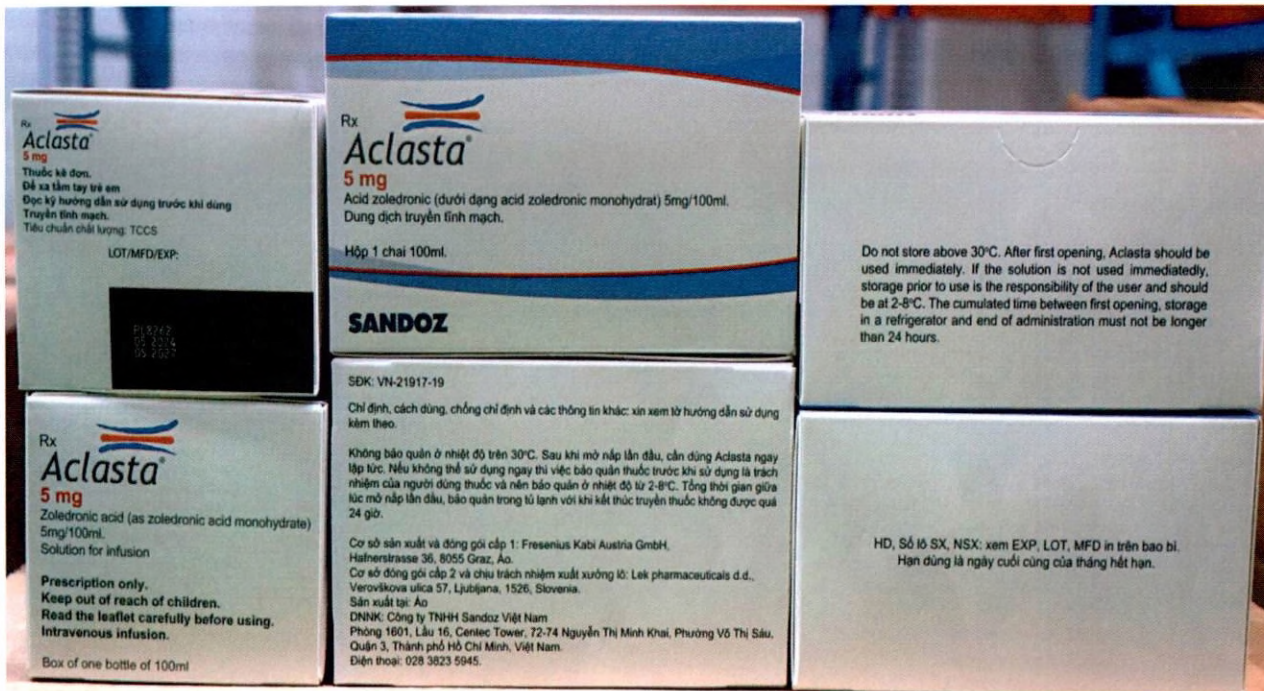 Rx
Aclasta®
5 mg
Thuốc kê đơn.
Để xa tầm tay trẻ em
Đọc kỹ hướng dẫn sử dụng trước khi dùng
Truyền tĩnh mạch.
Tiêu chuẩn chất lượng: TCCS
LOT/MFD/EXP:
PL8262
05 2024
05 2027
Rx
Aclasta®
5 mg
Acid zoledronic (dưới dạng acid zoledronic monohydrat) 5mg/100ml.
Dung dịch truyền tĩnh mạch.
Hộp 1 chai 100ml.
SANDOZ
Do not store above 30°C. After first opening, Aclasta should be
used immediately. If the solution is not used immediatedly,
storage prior to use is the responsibility of the user and should
be at 2-8°C. The cumulated time between first opening, storage
in a refrigerator and end of administration must not be longer
than 24 hours.
Rx
Aclasta®
5 mg
Zoledronic acid (as zoledronic acid monohydrate)
5mg/100ml.
Solution for infusion
Prescription only.
Keep out of reach of children.
Read the leaflet carefully before using.
Intravenous infusion.
Box of one bottle of 100ml
SĐK: VN-21917-19
Chỉ định, cách dùng, chống chỉ định và các thông tin khác: xin xem tờ hướng dẫn sử dụng
kèm theo.
Không bảo quản ở nhiệt độ trên 30°C. Sau khi mở nắp lần đầu, cần dùng Aclasta ngay
lập tức. Nếu không thể sử dụng ngay thì việc bảo quản thuốc trước khi sử dụng là trách
nhiệm của người dùng thuốc và nên bảo quản ở nhiệt độ từ 2-8°C. Tổng thời gian giữa
lúc mở nắp lần đầu, bảo quản trong tủ lạnh với khi kết thúc truyền thuốc không được quá
24 giờ.
Cơ sở sản xuất và đóng gói cấp 1: Fresenius Kabi Austria GmbH,
Hafnerstrasse 36, 8055 Graz, Áo.
Cơ sở đóng gói cấp 2 và chịu trách nhiệm xuất xưởng lô: Lek pharmaceuticals d.d.,
Verovškova ulica 57, Ljubljana, 1526, Slovenia.
Sản xuất tại: Áo
DNNK: Công ty TNHH Sandoz Việt Nam
Phòng 1601, Lầu 16, Centec Tower, 72-74 Nguyễn Thị Minh Khai, Phường Võ Thị Sáu,
Quận 3, Thành phố Hồ Chí Minh, Việt Nam.
Điện thoại: 028 3823 5945.
HD, Số lô SX, NSX: xem EXP, LOT, MFD in trên bao bì.
Hạn dùng là ngày cuối cùng của tháng hết hạn.